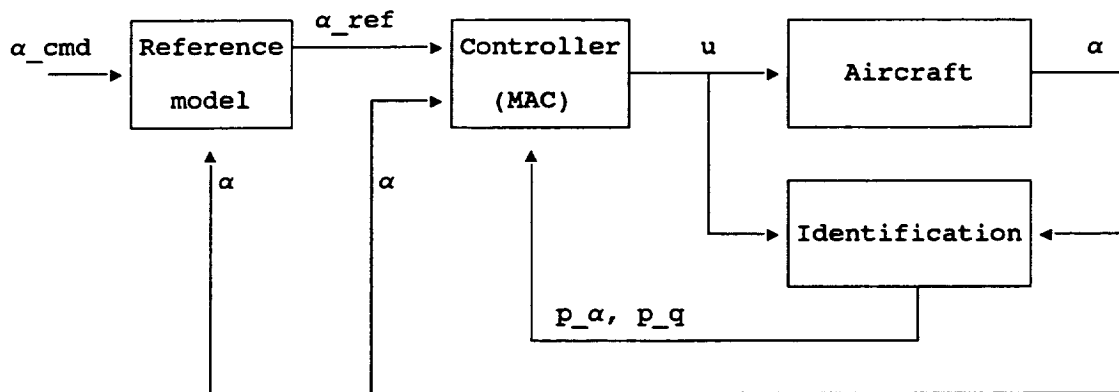 α_cmd
Reference
model
α_ref
Controller
(MAC)
u
Aircraft
α
α
α
Identification
p_α, p_q